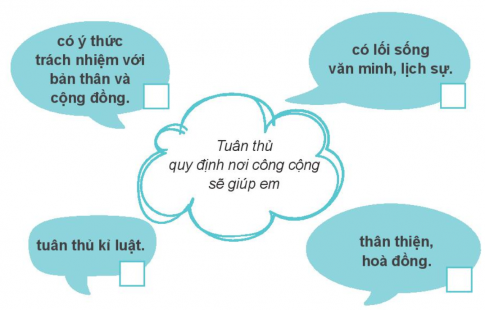 có ý thức
trách nhiệm với
bản thân và
cộng đồng.
có lối sống
văn minh, lịch sự.
Tuân thủ
quy định nơi công cộng
sẽ giúp em
tuân thủ kỉ luật.
thân thiện,
hoà đồng.